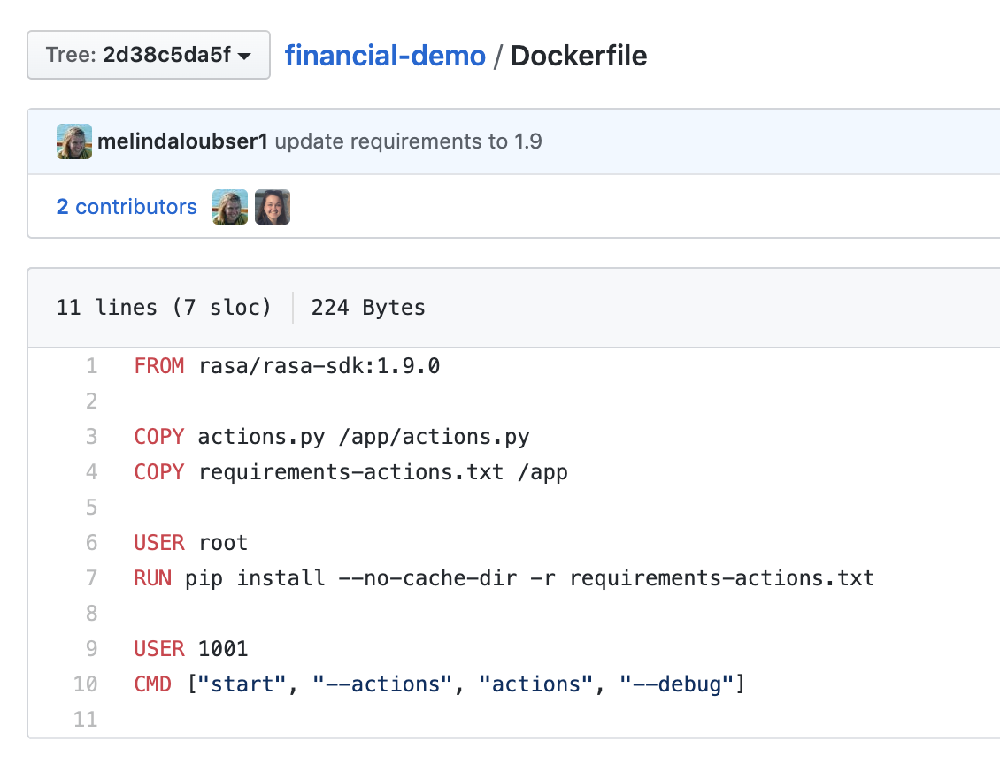 Tree: 2d38c5da5f financial-demo / Dockerfile
melindaloubser1 update requirements to 1.9
2 contributors
11 lines (7 sloc) 224 Bytes
1 FROM rasa/rasa-sdk:1.9.0
2
3 COPY actions.py /app/actions.py
4 COPY requirements-actions.txt /app
5
6 USER root
7 RUN pip install --no-cache-dir -r requirements-actions.txt
8
9 USER 1001
10 CMD ["start", "--actions", "actions", "--debug"]
11